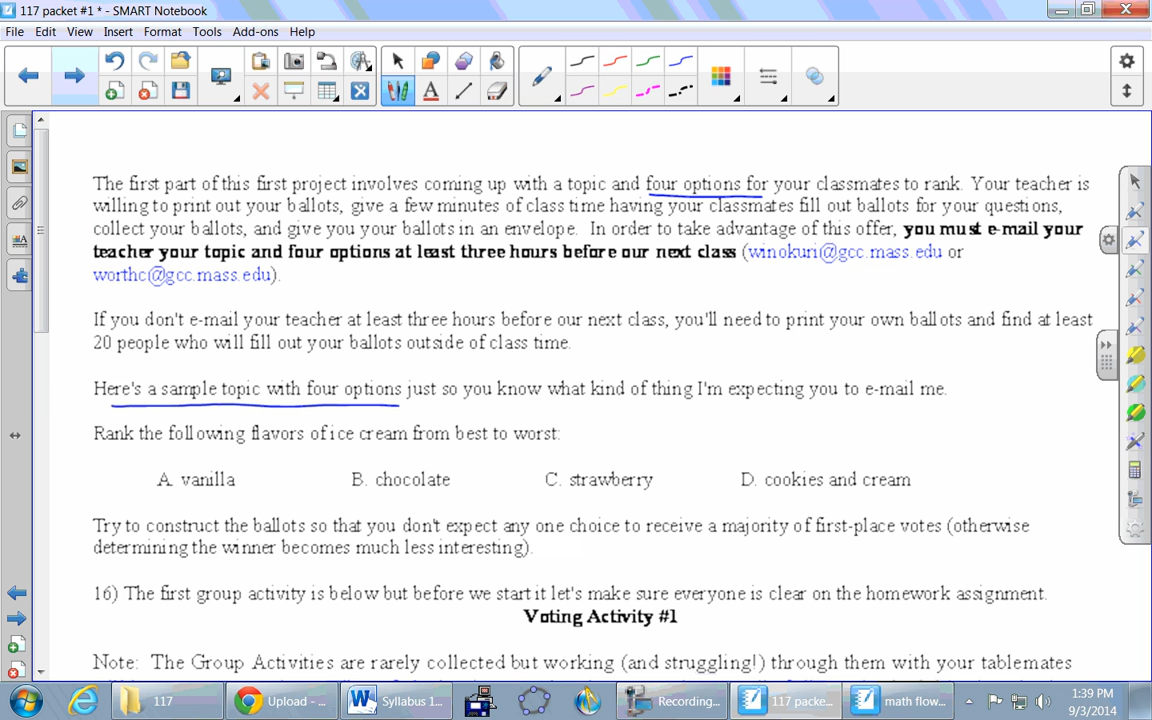 117 packet #1 * - SMART Notebook
File Edit View Insert Format Tools Add-ons Help
The first part of this first project involves coming up with a topic and four options for your classmates to rank. Your teacher is
willing to print out your ballots, give a few minutes of class time having your classmates fill out ballots for your questions,
collect your ballots, and give you your ballots in an envelope. In order to take advantage of this offer, you must e-mail your
teacher your topic and four options at least three hours before our next class (winokuri@gcc.mass.edu or
worthc@gcc.mass.edu).
If you don't e-mail your teacher at least three hours before our next class, you'll need to print your own ballots and find at least
20 people who will fill out your ballots outside of class time.
Here's a sample topic with four options just so you know what kind of thing I'm expecting you to e-mail me.
Rank the following flavors of ice cream from best to worst:
A. vanilla B. chocolate C. strawberry D. cookies and cream
Try to construct the ballots so that you don't expect any one choice to receive a majority of first-place votes (otherwise
determining the winner becomes much less interesting).
16) The first group activity is below but before we start it let's make sure everyone is clear on the homework assignment.
Voting Activity #1
Note: The Group Activities are rarely collected but working (and struggling!) through them with your tablemates
117 Upload - ... Syllabus 1... Recording... 117 packe... math flow... 1:39 PM
9/3/2014